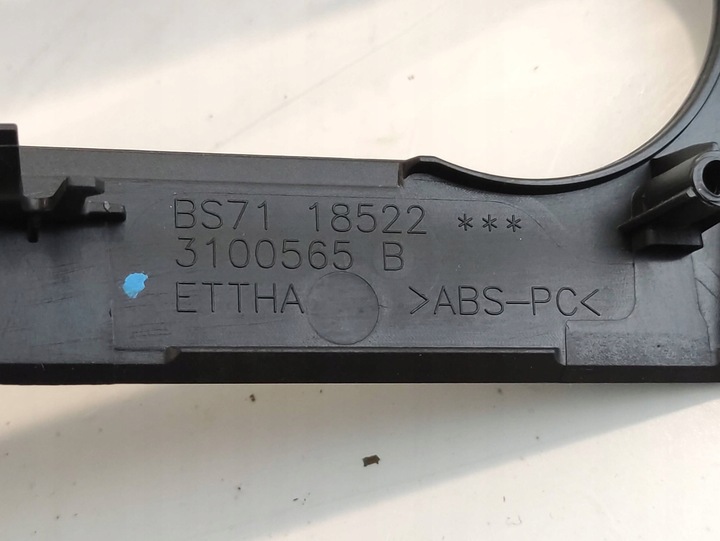 BS71 18522 ***
3100565 B
ETTHA >ABS-PC<